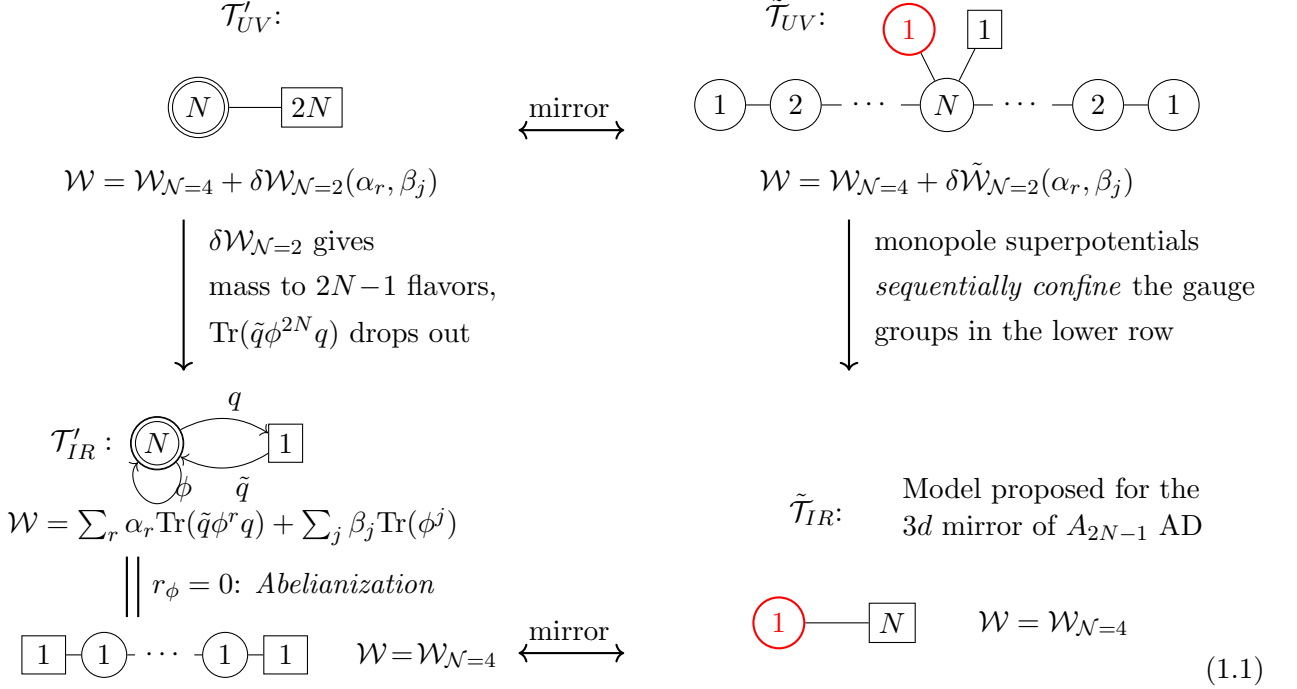 𝒯′_{UV}:
𝒯̃_{UV}:
1 1
N 2N
mirror
1 2 ⋯ N ⋯ 2 1
𝒲 = 𝒲_{𝒩=4} + δ𝒲_{𝒩=2}(α_r, β_j)
𝒲 = 𝒲_{𝒩=4} + δ𝒲̃_{𝒩=2}(α_r, β_j)
δ𝒲_{𝒩=2} gives
mass to 2N−1 flavors,
Tr(q̃ϕ^{2N}q) drops out
monopole superpotentials
sequentially confine the gauge
groups in the lower row
q
𝒯′_{IR}: N 1
ϕ q̃
𝒲 = ∑_r α_rTr(q̃ϕ^r q) + ∑_j β_jTr(ϕ^j)
𝒯̃_{IR}:
Model proposed for the
3d mirror of A_{2N−1} AD
r_ϕ = 0: Abelianization
1 1 ⋯ 1 1
𝒲=𝒲_{𝒩=4}
mirror
1 N
𝒲 = 𝒲_{𝒩=4}
(1.1)